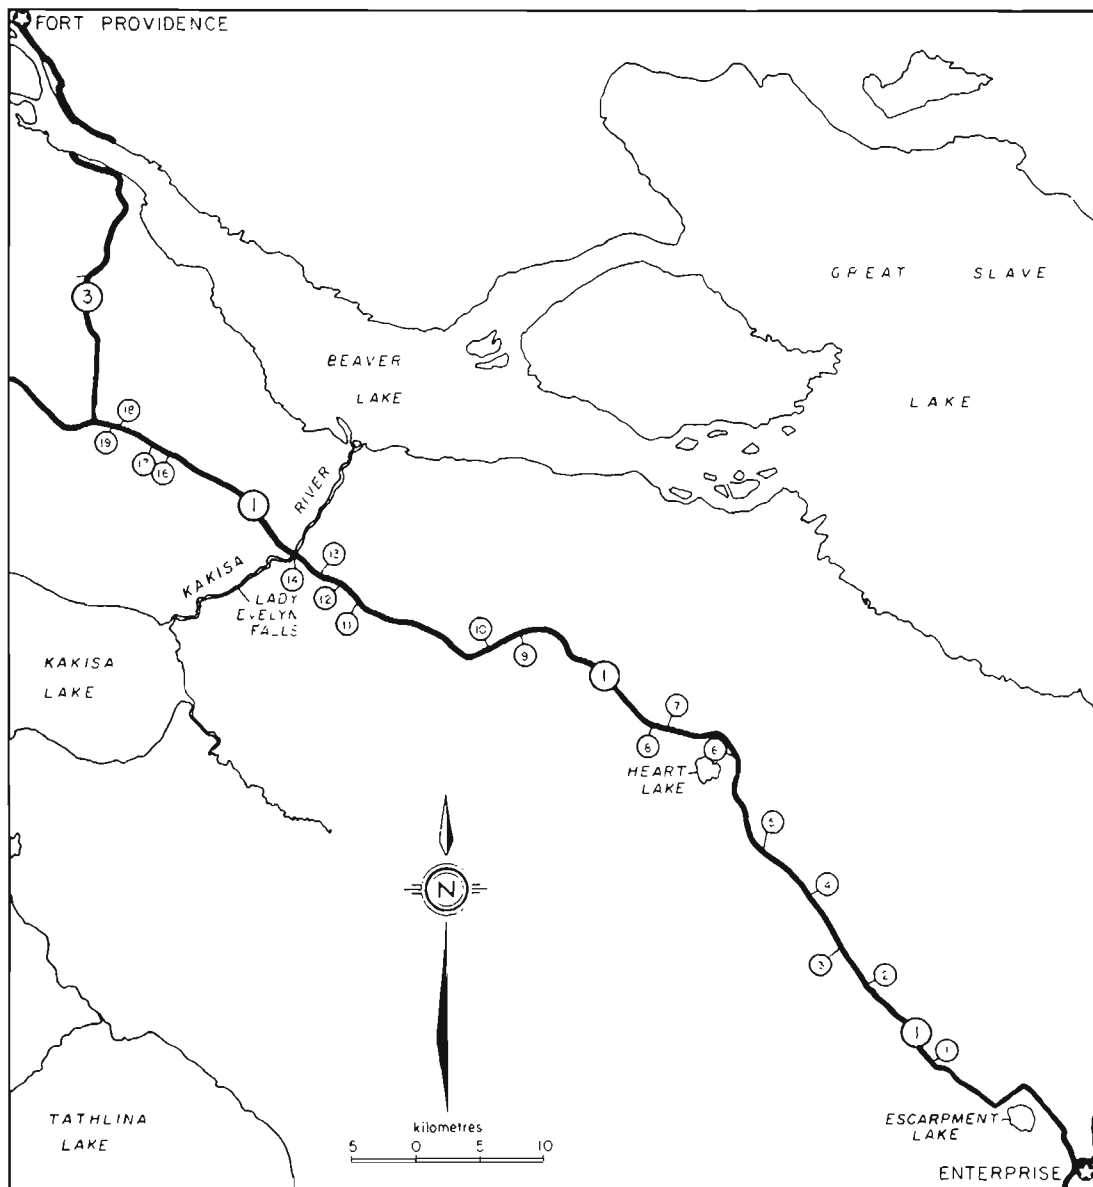 FORT PROVIDENCE
GREAT SLAVE
LAKE
3
BEAVER
LAKE
18
19
17
16
1
RIVER
KAKISA
14
13
12
11
LADY
EVELYN
FALLS
10
9
1
KAKISA
LAKE
7
8
6
HEART
LAKE
5
4
3
2
1
1
N
TATHLINA
LAKE
kilometres
5 0 5 10
ESCARPMENT
LAKE
ENTERPRISE